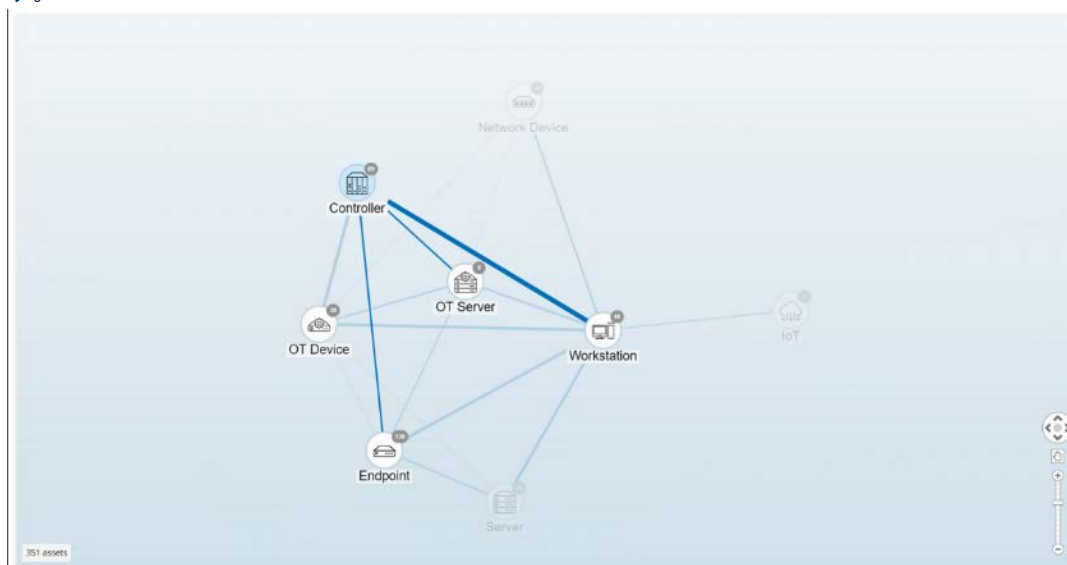 Network Device
Controller
OT Server
OT Device
Workstation
IoT
Endpoint
Server
351 assets